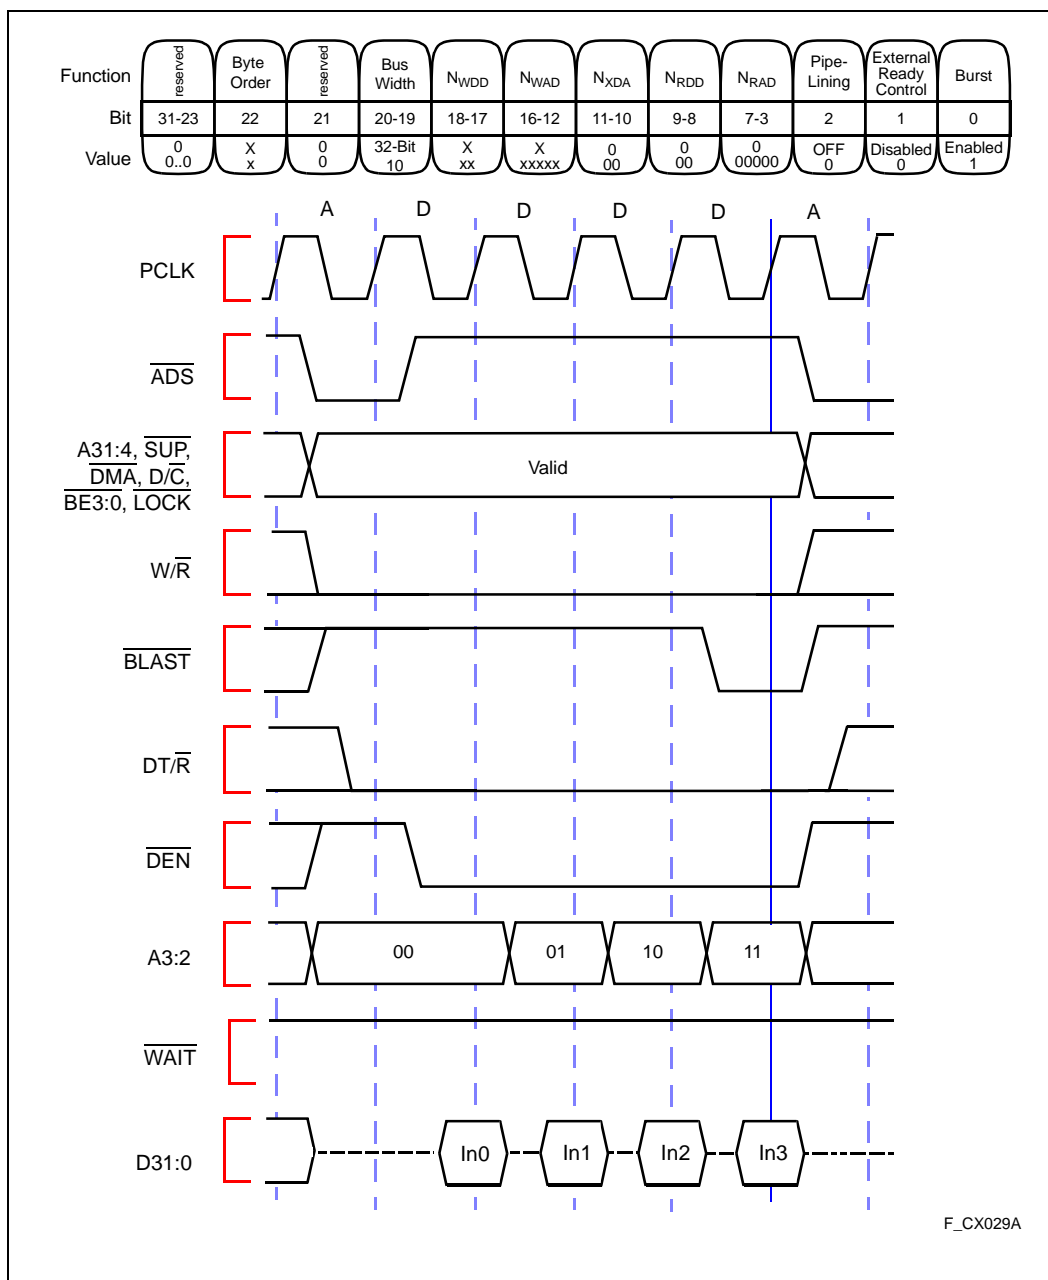 Function reserved Byte Order reserved Bus Width NWDD NWAD NXDA NRDD NRAD Pipe-Lining External Ready Control Burst
Bit 31-23 22 21 20-19 18-17 16-12 11-10 9-8 7-3 2 1 0
Value 0 X 0 32-Bit X X 0 0 0 OFF Disabled Enabled
0..0 x 0 10 xx xxxxx 00 00 00000 0 0 1
A D D D D A
PCLK
ADS
A31:4, SUP,
DMA, D/C,
BE3:0, LOCK
Valid
W/R
BLAST
DT/R
DEN
A3:2 00 01 10 11
WAIT
D31:0 In0 In1 In2 In3
F_CX029A